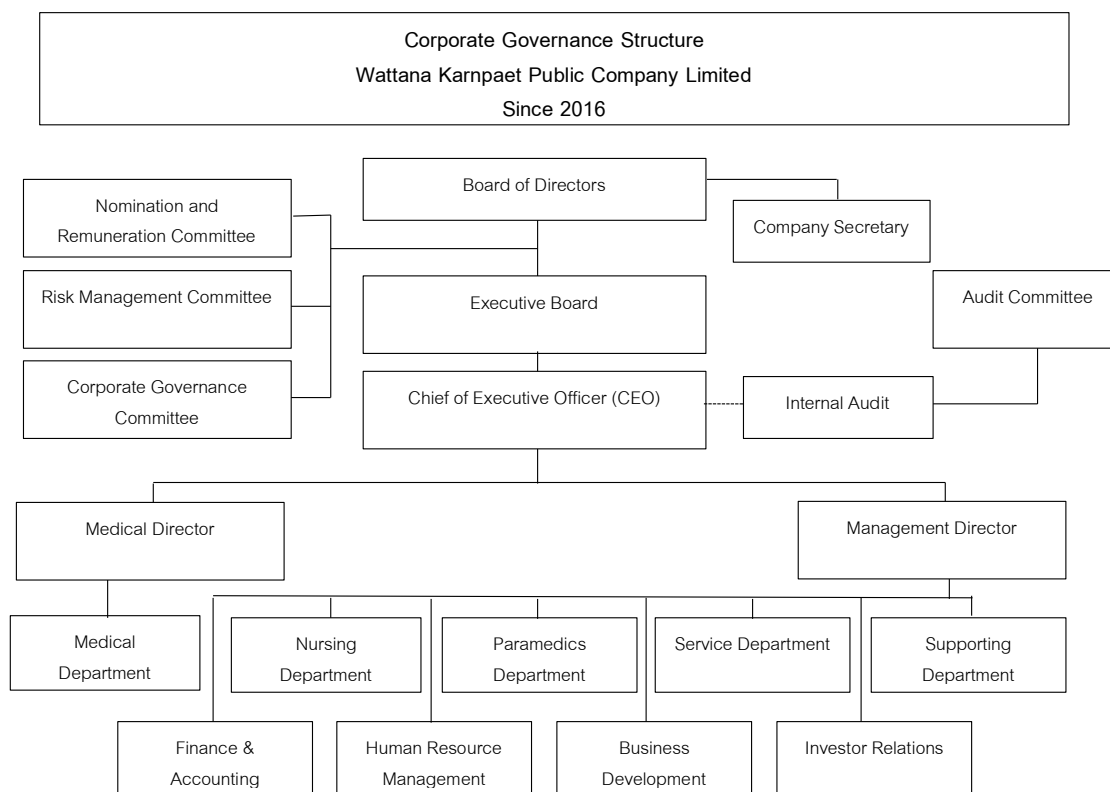 Corporate Governance Structure
Wattana Karnpaet Public Company Limited
Since 2016
Board of Directors
Nomination and
Remuneration Committee
Company Secretary
Risk Management Committee
Executive Board
Audit Committee
Corporate Governance
Committee
Chief of Executive Officer (CEO)
Internal Audit
Medical Director
Management Director
Medical
Department
Nursing
Department
Paramedics
Department
Service Department
Supporting
Department
Finance &
Accounting
Human Resource
Management
Business
Development
Investor Relations